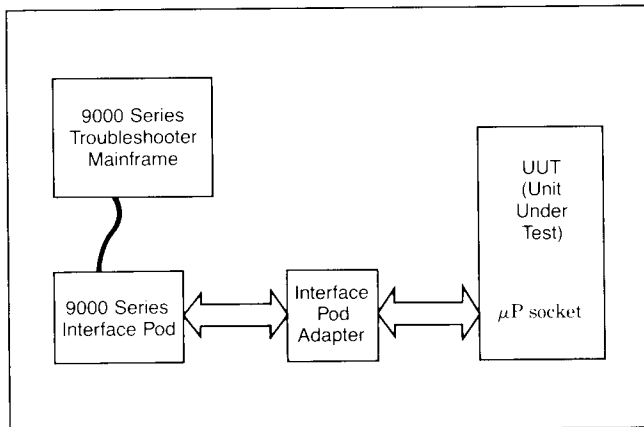 9000 Series
Troubleshooter
Mainframe
UUT
(Unit
Under
Test)
9000 Series
Interface Pod
Interface
Pod
Adapter
μP socket